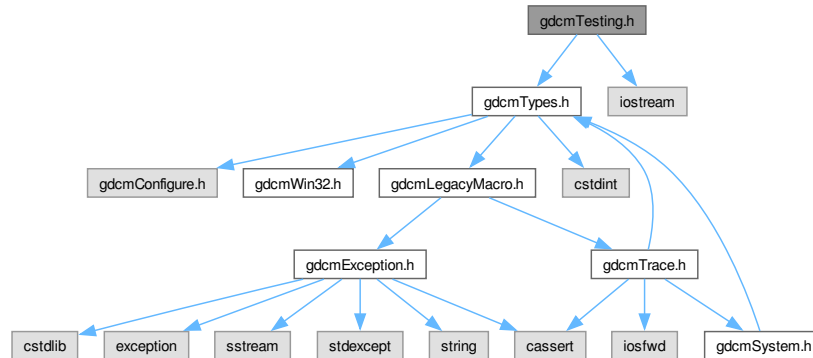 gdcmTesting.h
gdcmTypes.h
iostream
gdcmConfigure.h
gdcmWin32.h
gdcmLegacyMacro.h
cstdint
gdcmException.h
gdcmTrace.h
cstdlib
exception
sstream
stdexcept
string
cassert
iosfwd
gdcmSystem.h